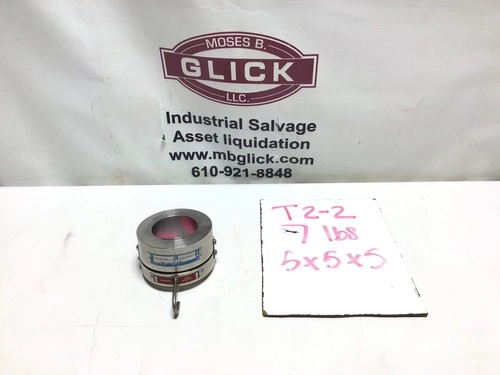 MOSES B.
GLICK
LLC.
Industrial Salvage
Asset liquidation
www.mbglick.com
610-921-8848
T2-2
7 lbs
5x5x5